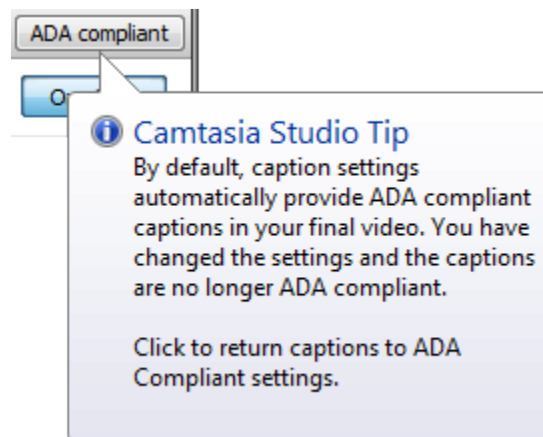 ADA compliant
Camtasia Studio Tip
By default, caption settings
automatically provide ADA compliant
captions in your final video. You have
changed the settings and the captions
are no longer ADA compliant.
Click to return captions to ADA
Compliant settings.